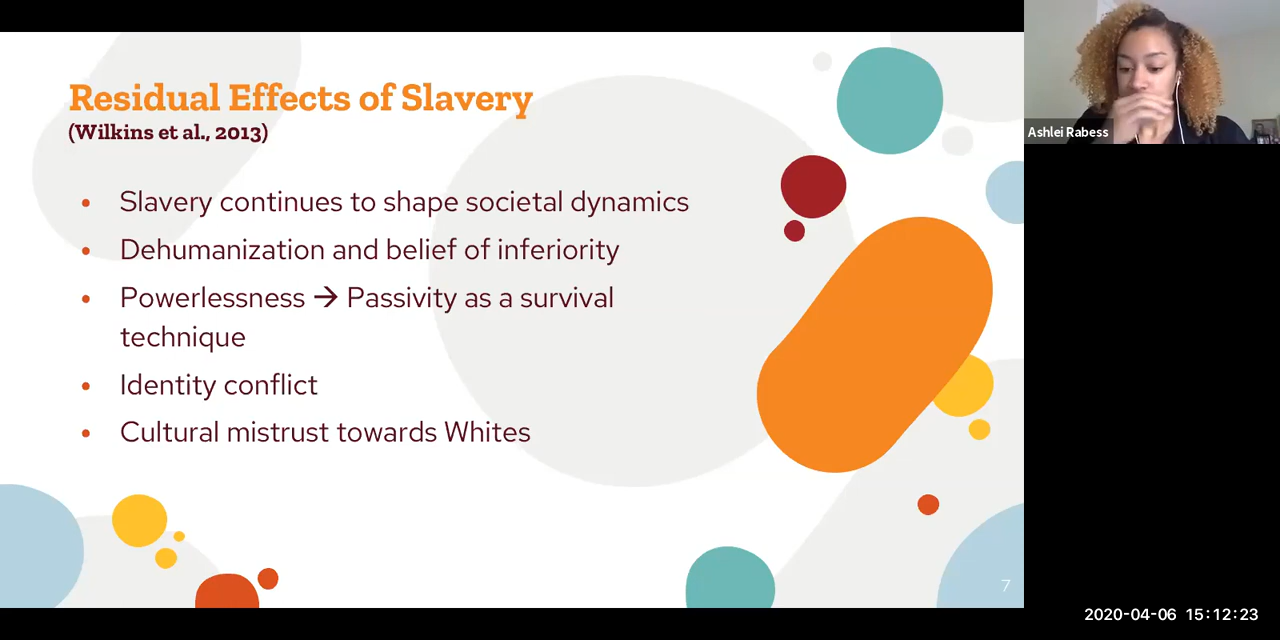 Residual Effects of Slavery
(Wilkins et al., 2013)
• Slavery continues to shape societal dynamics
• Dehumanization and belief of inferiority
• Powerlessness → Passivity as a survival
technique
• Identity conflict
• Cultural mistrust towards Whites
7
Ashlei Rabess
2020-04-06 15:12:23